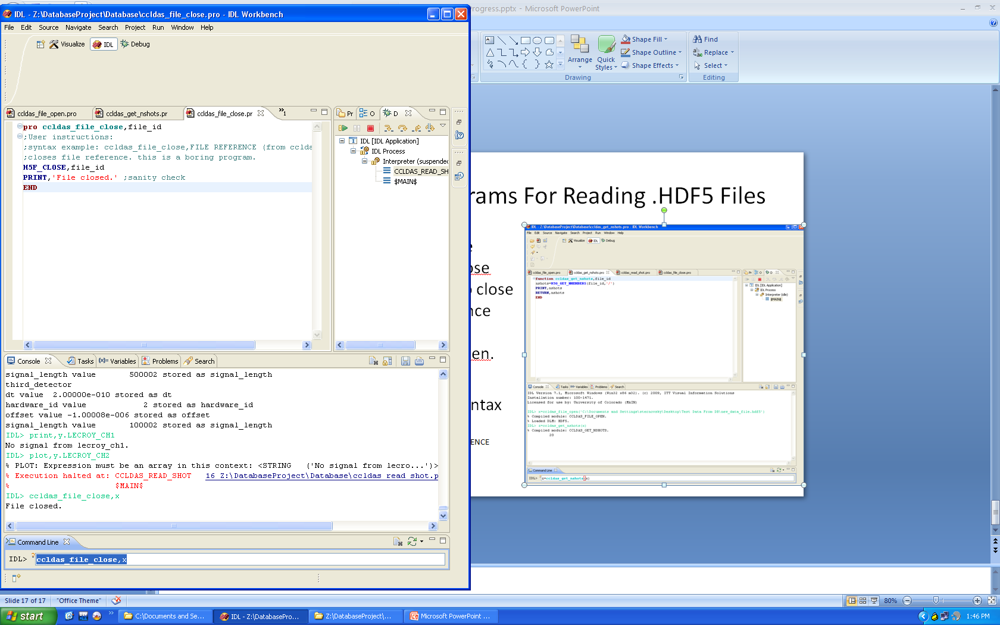 IDL - Z:\DatabaseProject\Database\ccldas_file_close.pro - IDL Workbench
File Edit Source Navigate Search Project Run Window Help
Visualize IDL Debug
ccldas_file_open.pro ccldas_get_nshots.pr ccldas_file_close.pr »1
pro ccldas_file_close,file_id
;User instructions:
;syntax example: ccldas_file_close,FILE REFERENCE (from cclda
;closes file reference. this is a boring program.
H5F_CLOSE,file_id
PRINT,'File closed.' ;sanity check
END
Pr O D
IDL [IDL Application]
IDL Process
Interpreter (suspended
CCLDAS_READ_SH
$MAIN$
Console Tasks (x)= Variables Problems Search
signal_length value 500002 stored as signal_length
third_detector
dt value 2.00000e-010 stored as dt
hardware_id value 2 stored as hardware_id
offset value -1.00008e-006 stored as offset
signal_length value 100002 stored as signal_length
IDL> print,y.LECROY_CH1
No signal from lecroy_ch1.
IDL> plot,y.LECROY_CH2
% PLOT: Expression must be an array in this context: <STRING ('No signal from lecro...')>
% Execution halted at: CCLDAS_READ_SHOT 16 Z:\DatabaseProject\Database\ccldas_read_shot.p
% $MAIN$
IDL> ccldas_file_close,x
File closed.
Command Line
IDL> ccldas_file_close,x
rogress.pptx - Microsoft PowerPoint
Arrange Quick Styles
Shape Fill
Shape Outline
Shape Effects
Drawing
Find
Replace
Select
Editing
rams For Reading .HDF5 Files
e
ose
close
nce
en.
ntax
ENCE
IDL - Z:\DatabaseProject\Database\ccldas_get_nshots.pro - IDL Workbench
File Edit Source Navigate Search Project Run Window Help
Visualize IDL Debug
ccldas_file_open.pro ccldas_get_nshots.pro ccldas_read_shot.pro ccldas_file_close.pro
function ccldas_get_nshots,file_id
nshots=H5G_GET_NMEMBERS(file_id,'/')
PRINT,nshots
RETURN,nshots
END
Pr O D
IDL [IDL Application]
IDL Process
Interpreter (idle)
$MAIN$
Console Tasks (x)= Variables Problems Search
IDL Version 7.1, Microsoft Windows (Win32 x86 m32). (c) 2009, ITT Visual Information Solutions
Installation number: 100-1471.
Licensed for use by: University of Colorado (MAIN)
IDL> x=ccldas_file_open('C:\Documents and Settings\sternovsky\Desktop\Test Data From DB\new_data_file.hdf5')
% Compiled module: CCLDAS_FILE_OPEN.
% Loaded DLM: HDF5.
IDL> z=ccldas_get_nshots(x)
% Compiled module: CCLDAS_GET_NSHOTS.
20
Command Line
IDL> z=ccldas_get_nshots(x)
Slide 17 of 17 "Office Theme" 80%
start C:\Documents and Se... IDL - Z:\DatabasePro... Z:\DatabaseProject\... Microsoft PowerPoint ... 1:46 PM